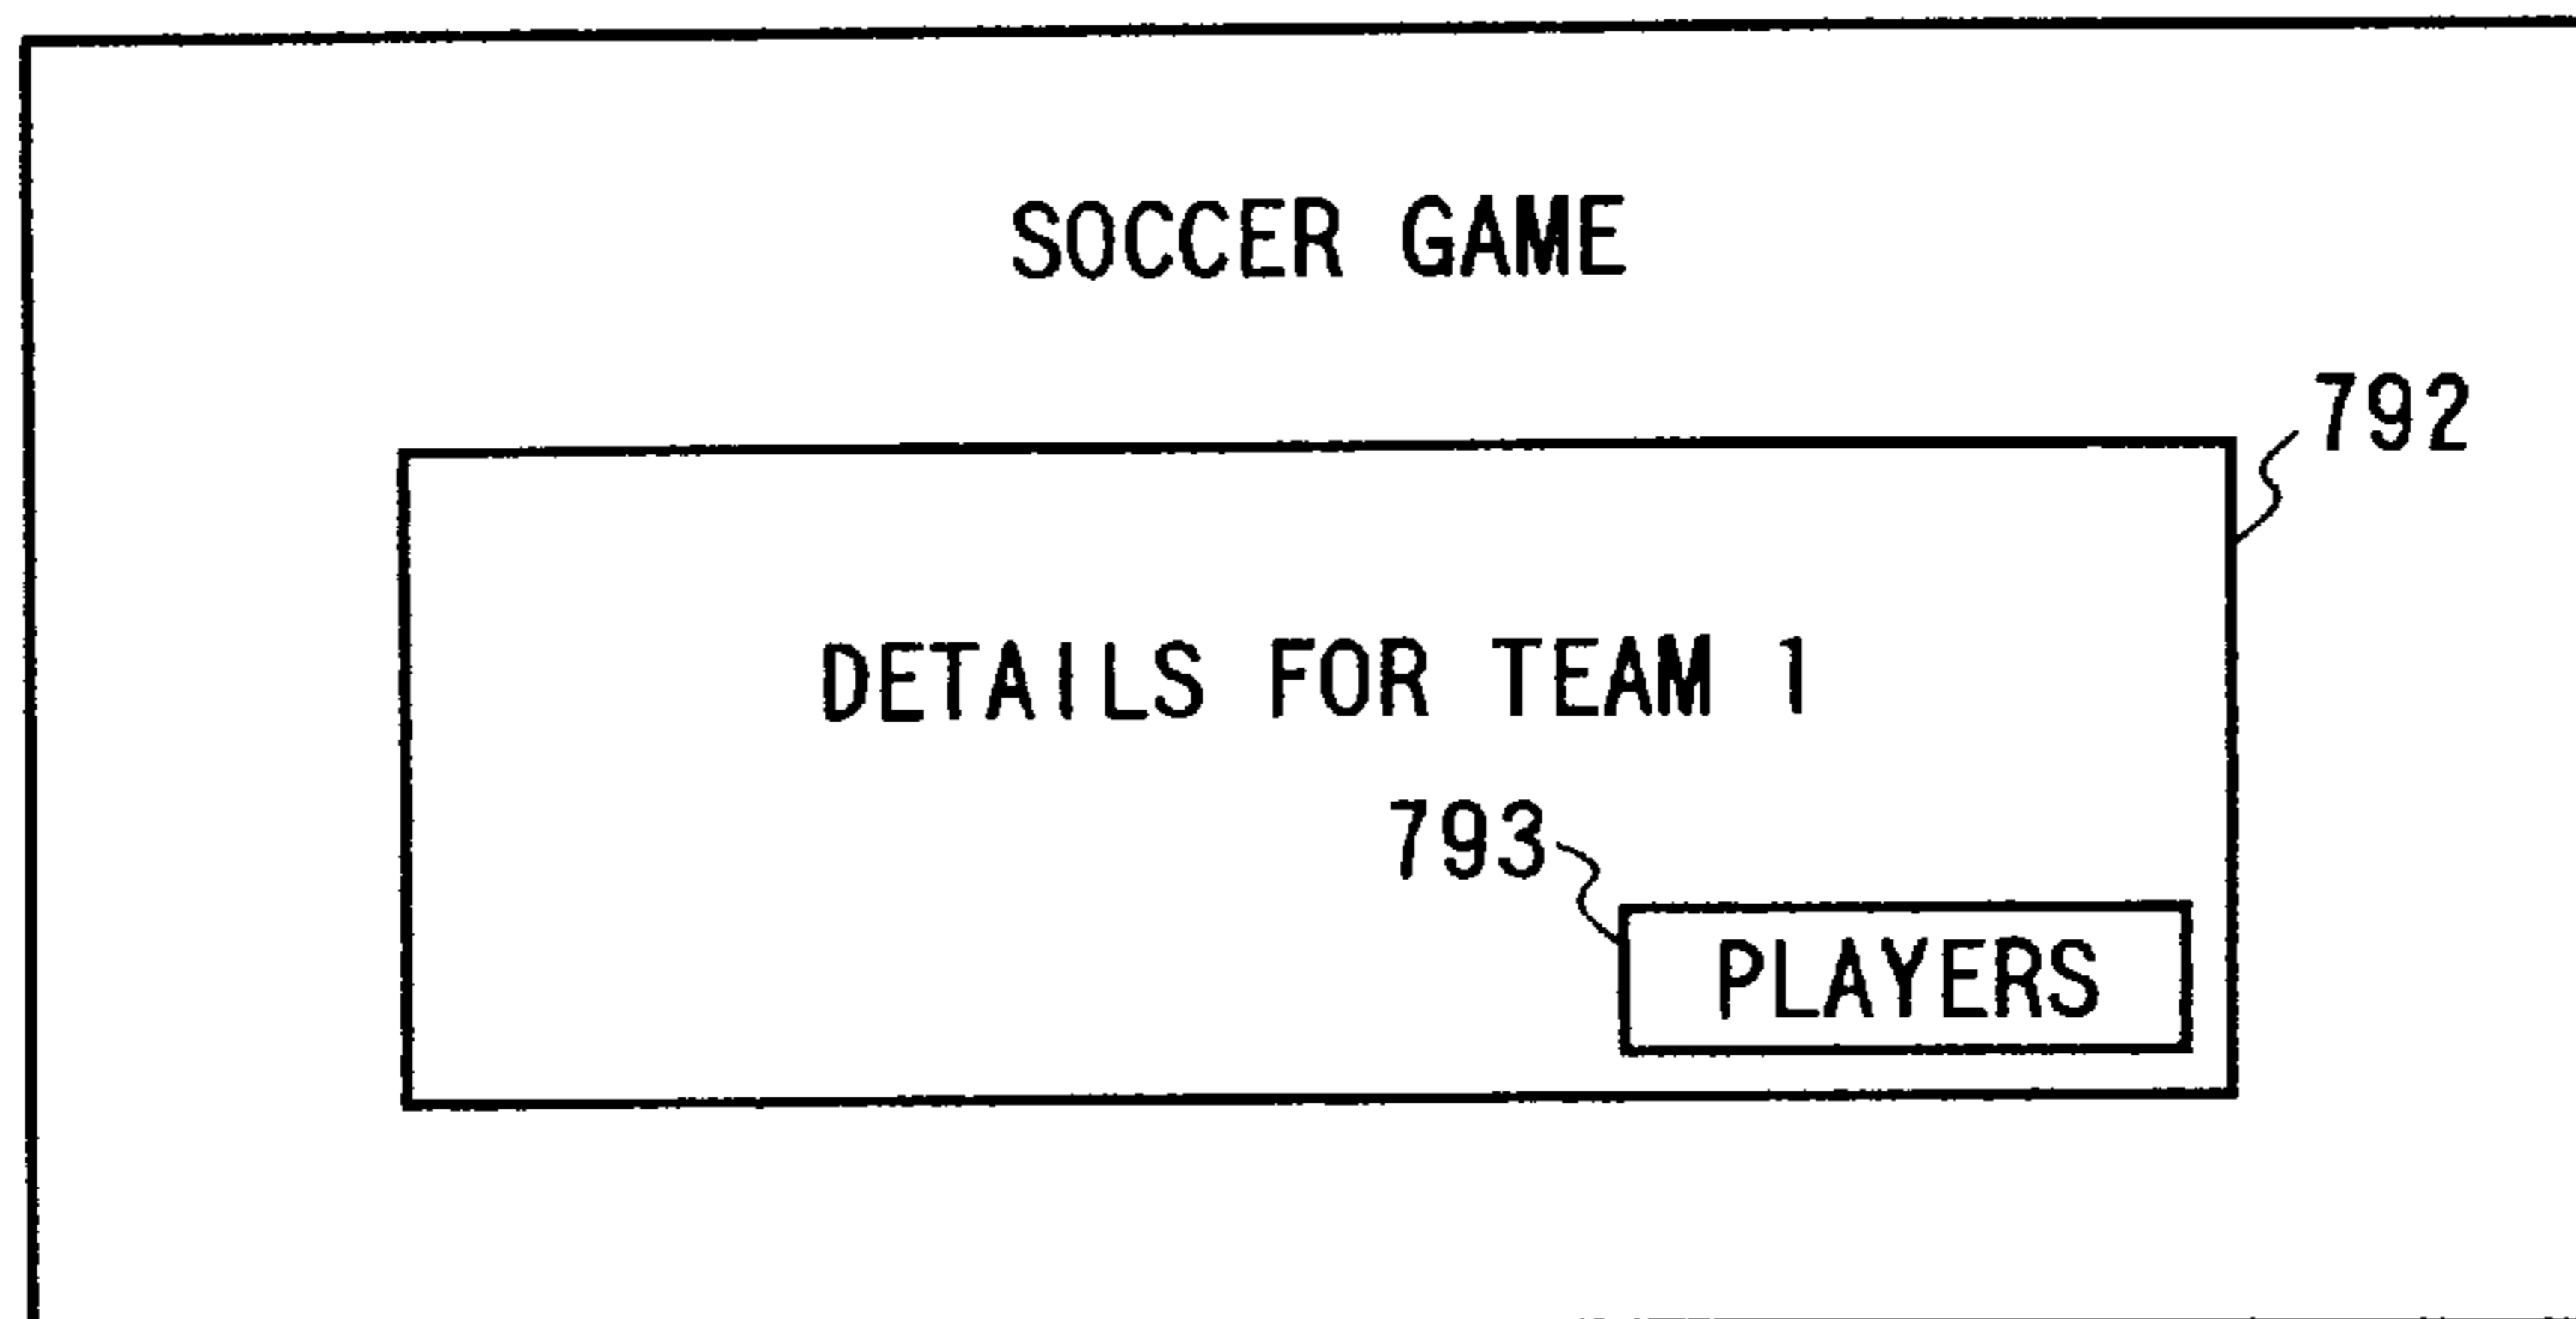 SOCCER GAME
792
DETAILS FOR TEAM 1
793
PLAYERS